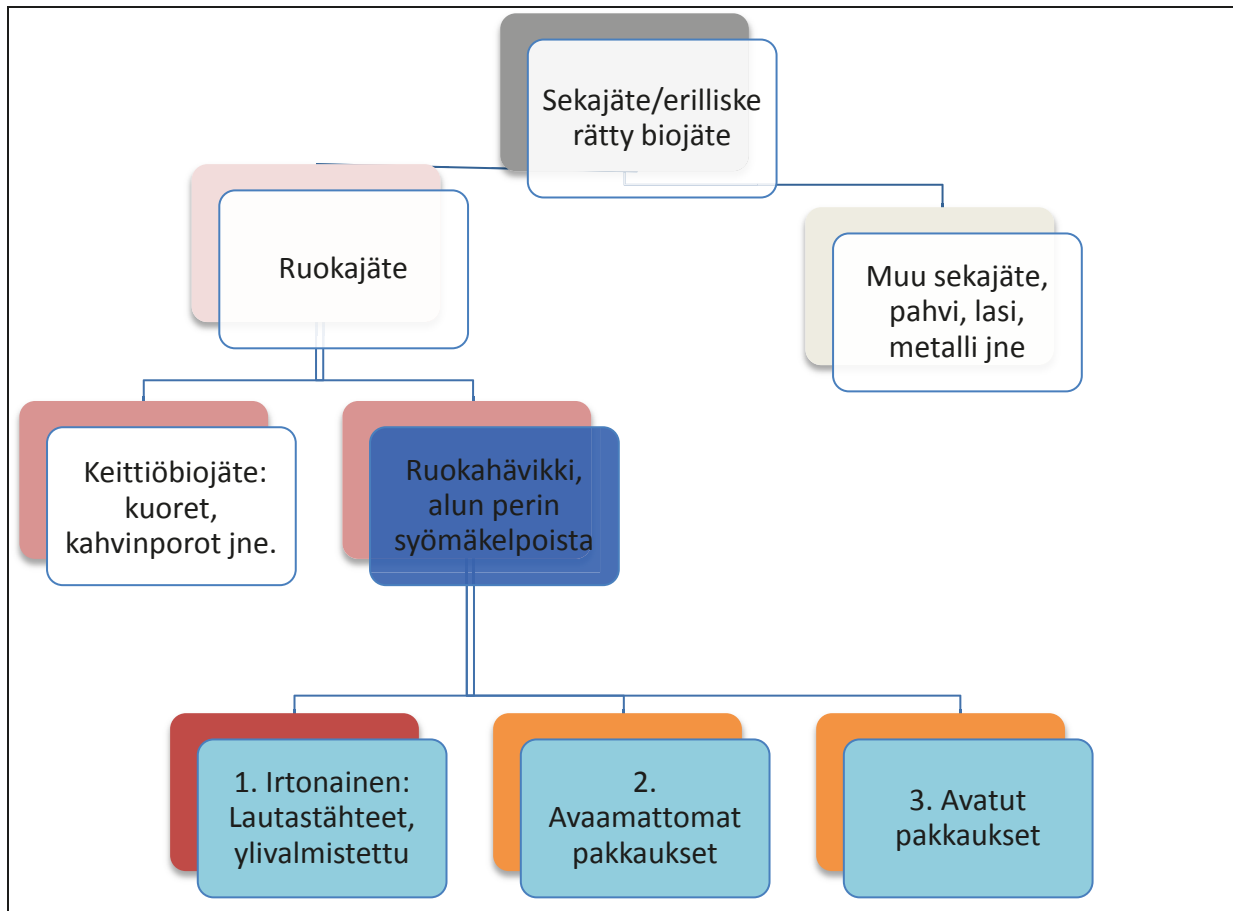 Sekajäte/erilliske
rätty biojäte
Ruokajäte
Muu sekajäte,
pahvi, lasi,
metalli jne
Keittiöbiojäte:
kuoret,
kahvinporot jne.
Ruokahävikki,
alun perin
syömäkelpoista
1. Irtonainen:
Lautastähteet,
ylivalmistettu
2.
Avaamattomat
pakkaukset
3. Avatut
pakkaukset